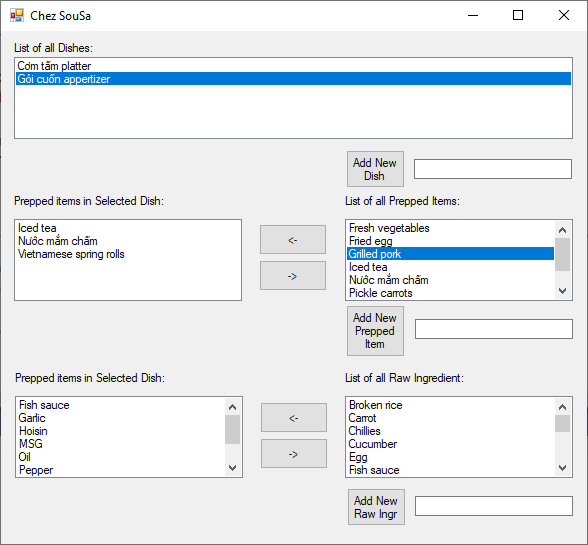 Chez SouSa
List of all Dishes:
Cơm tấm platter
Gỏi cuốn appertizer
Add New
Dish
Prepped items in Selected Dish:
Iced tea
Nước mắm chấm
Vietnamese spring rolls
<-
->
List of all Prepped Items:
Fresh vegetables
Fried egg
Grilled pork
Iced tea
Nước mắm chấm
Pickle carrots
Add New
Prepped
Item
Prepped items in Selected Dish:
Fish sauce
Garlic
Hoisin
MSG
Oil
Pepper
<-
->
List of all Raw Ingredient:
Broken rice
Carrot
Chillies
Cucumber
Egg
Fish sauce
Add New
Raw Ingr